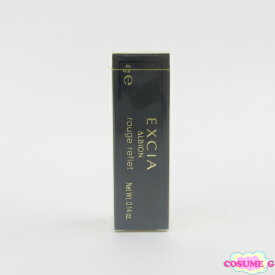 4g e
EXCIA
ALBION
rouge reflet
Net Wt. 0.14 oz.
COSUME G